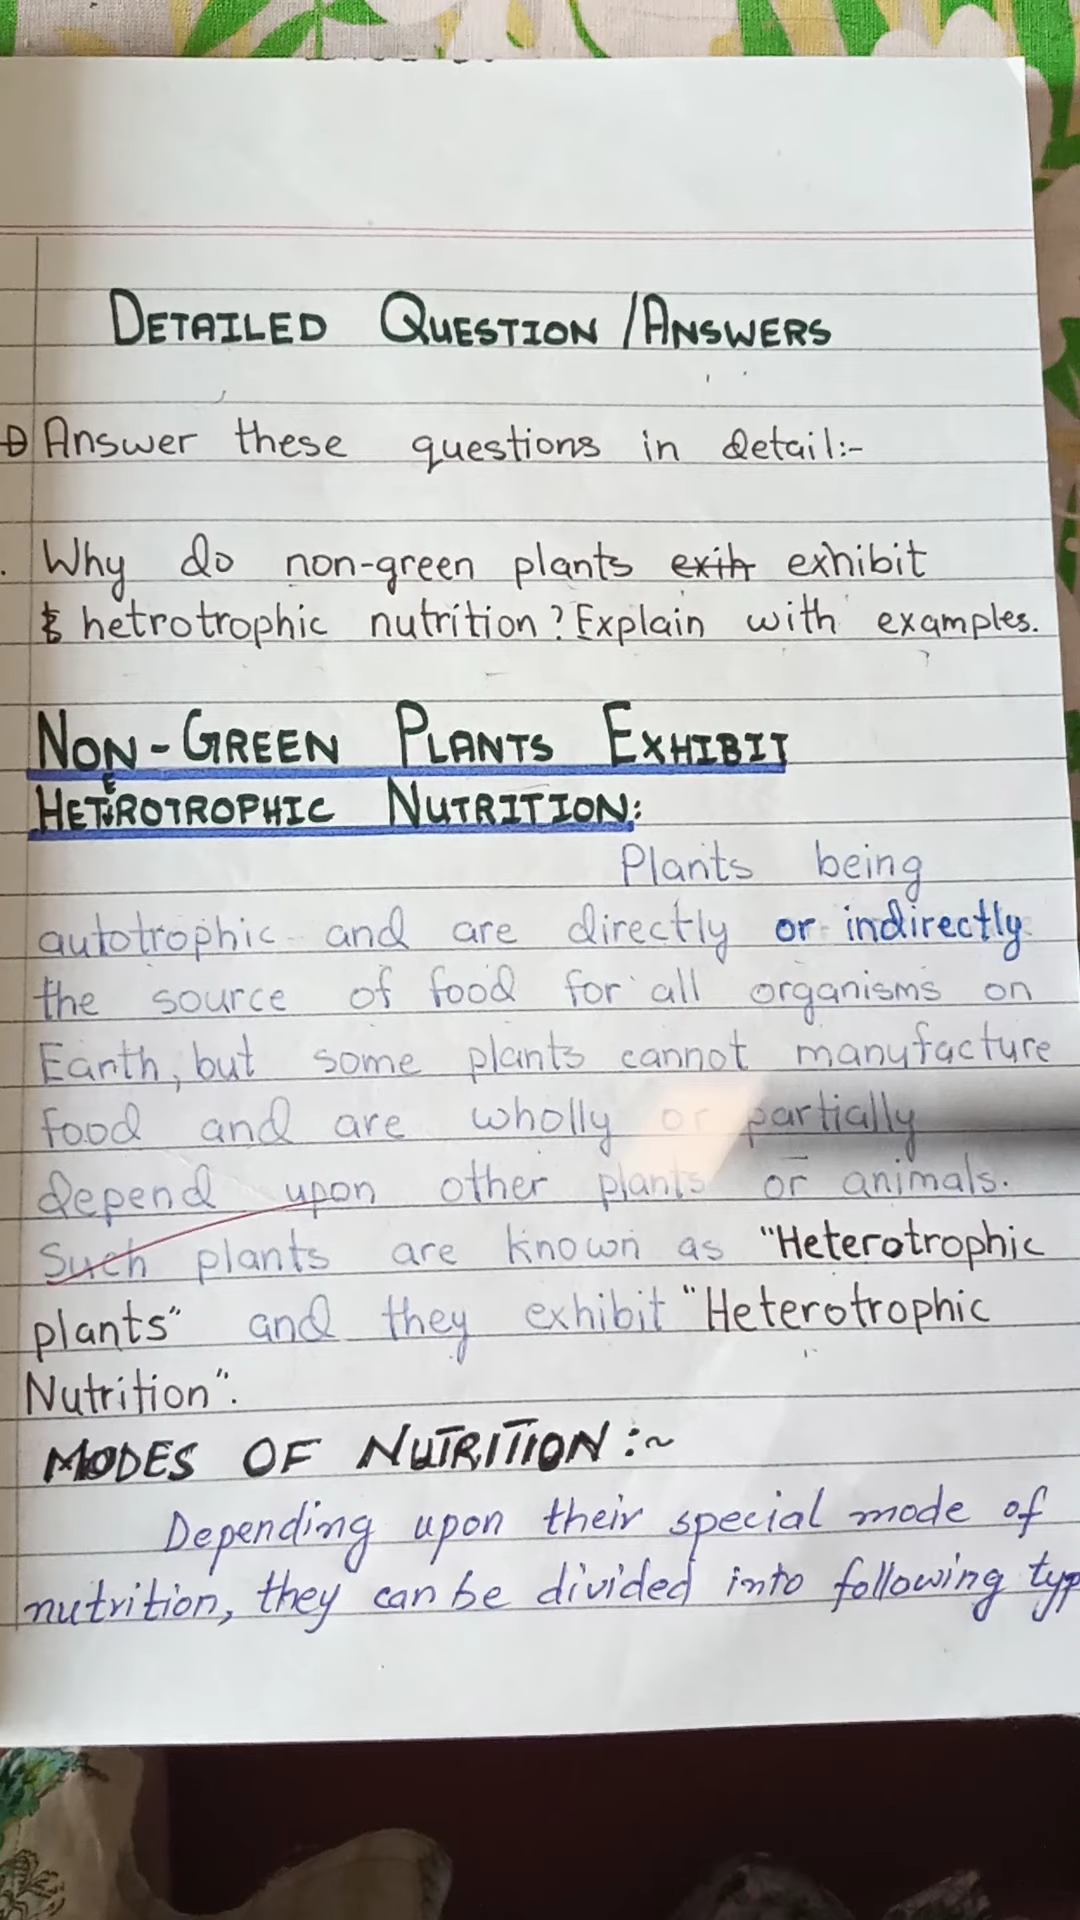 DETAILED QUESTION /ANSWERS
Answer these questions in detail:-
Why do non-green plants exih exhibit
hetrotrophic nutrition? Explain with examples.
NON-GREEN PLANTS EXHIBIT
HETEROTROPHIC NUTRITION:
Plants being
autotrophic and are directly or indirectly
the source of food for all organisms on
Earth, but some plants cannot manufacture
food and are wholly or partially
depend upon other plants or animals.
Such plants are known as "Heterotrophic
plants" and they exhibit "Heterotrophic
Nutrition".
MODES OF NUTRITION :~
Depending upon their special mode of
nutrition, they can be divided into following typ